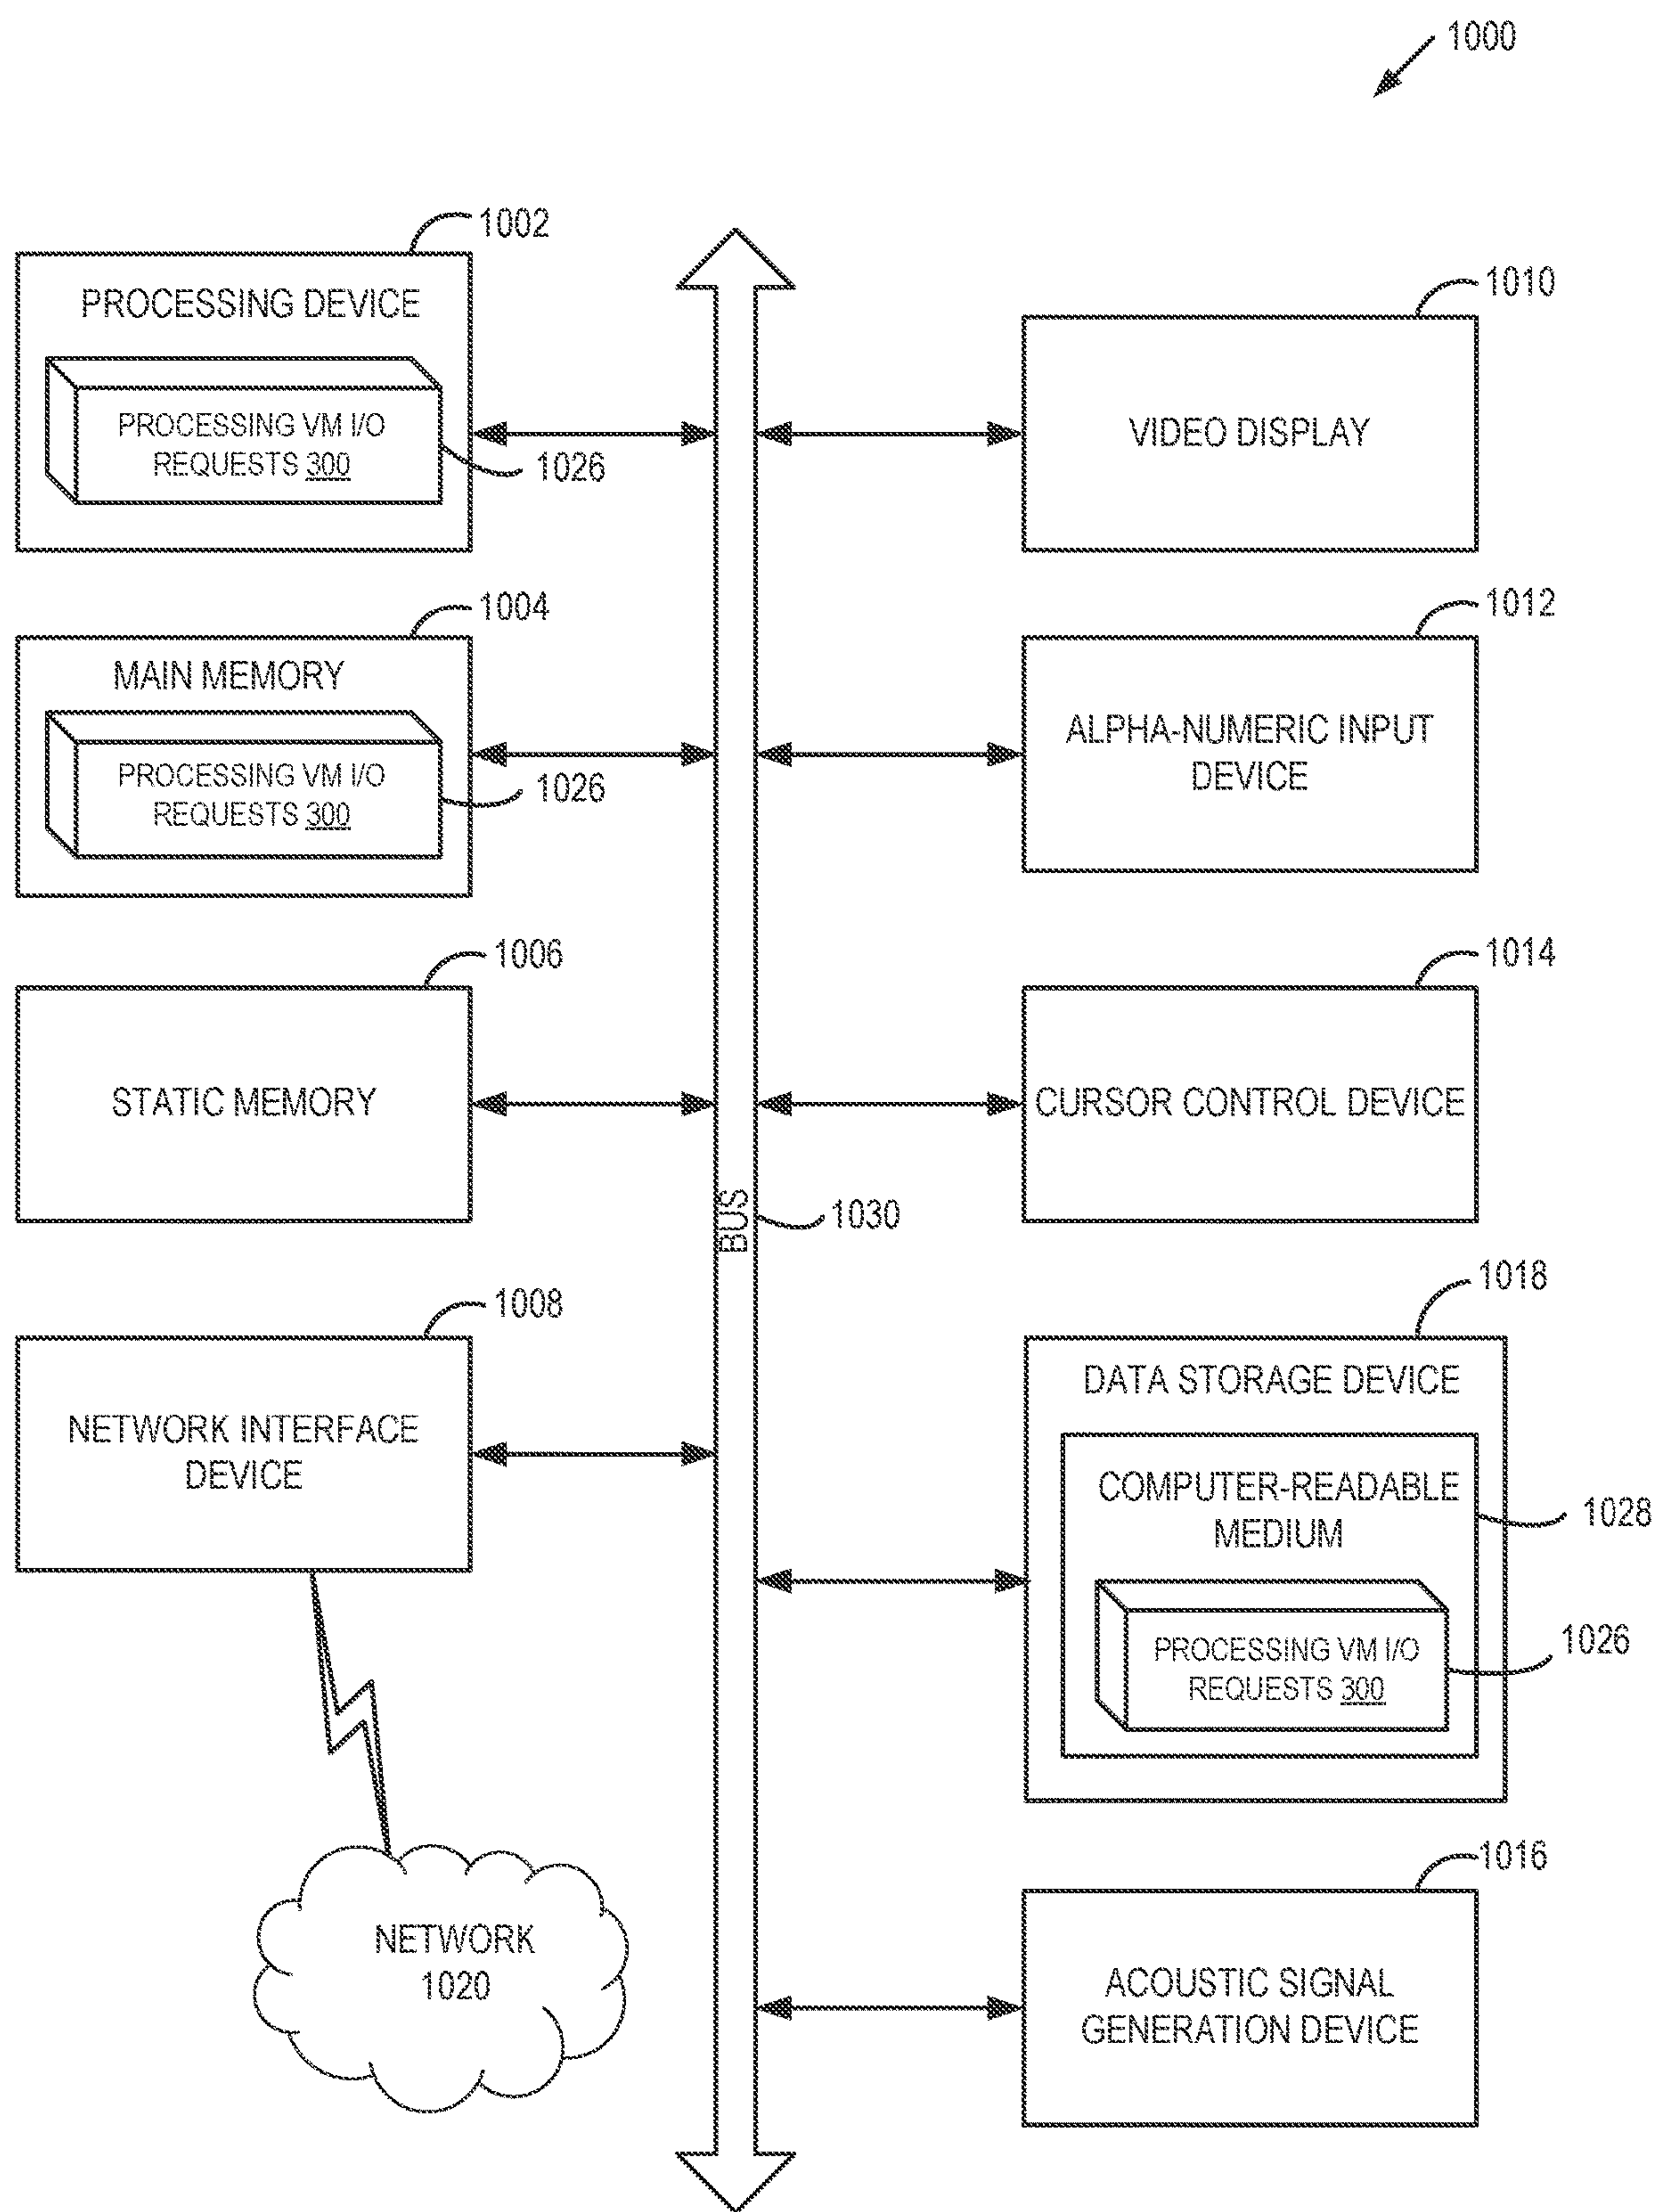 1000
1002
PROCESSING DEVICE
PROCESSING VM I/O
REQUESTS 300
1026
1004
MAIN MEMORY
PROCESSING VM I/O
REQUESTS 300
1026
1006
STATIC MEMORY
1008
NETWORK INTERFACE
DEVICE
NETWORK
1020
BUS
1030
1010
VIDEO DISPLAY
1012
ALPHA-NUMERIC INPUT
DEVICE
1014
CURSOR CONTROL DEVICE
1018
DATA STORAGE DEVICE
COMPUTER-READABLE
MEDIUM
1028
PROCESSING VM I/O
REQUESTS 300
1026
1016
ACOUSTIC SIGNAL
GENERATION DEVICE